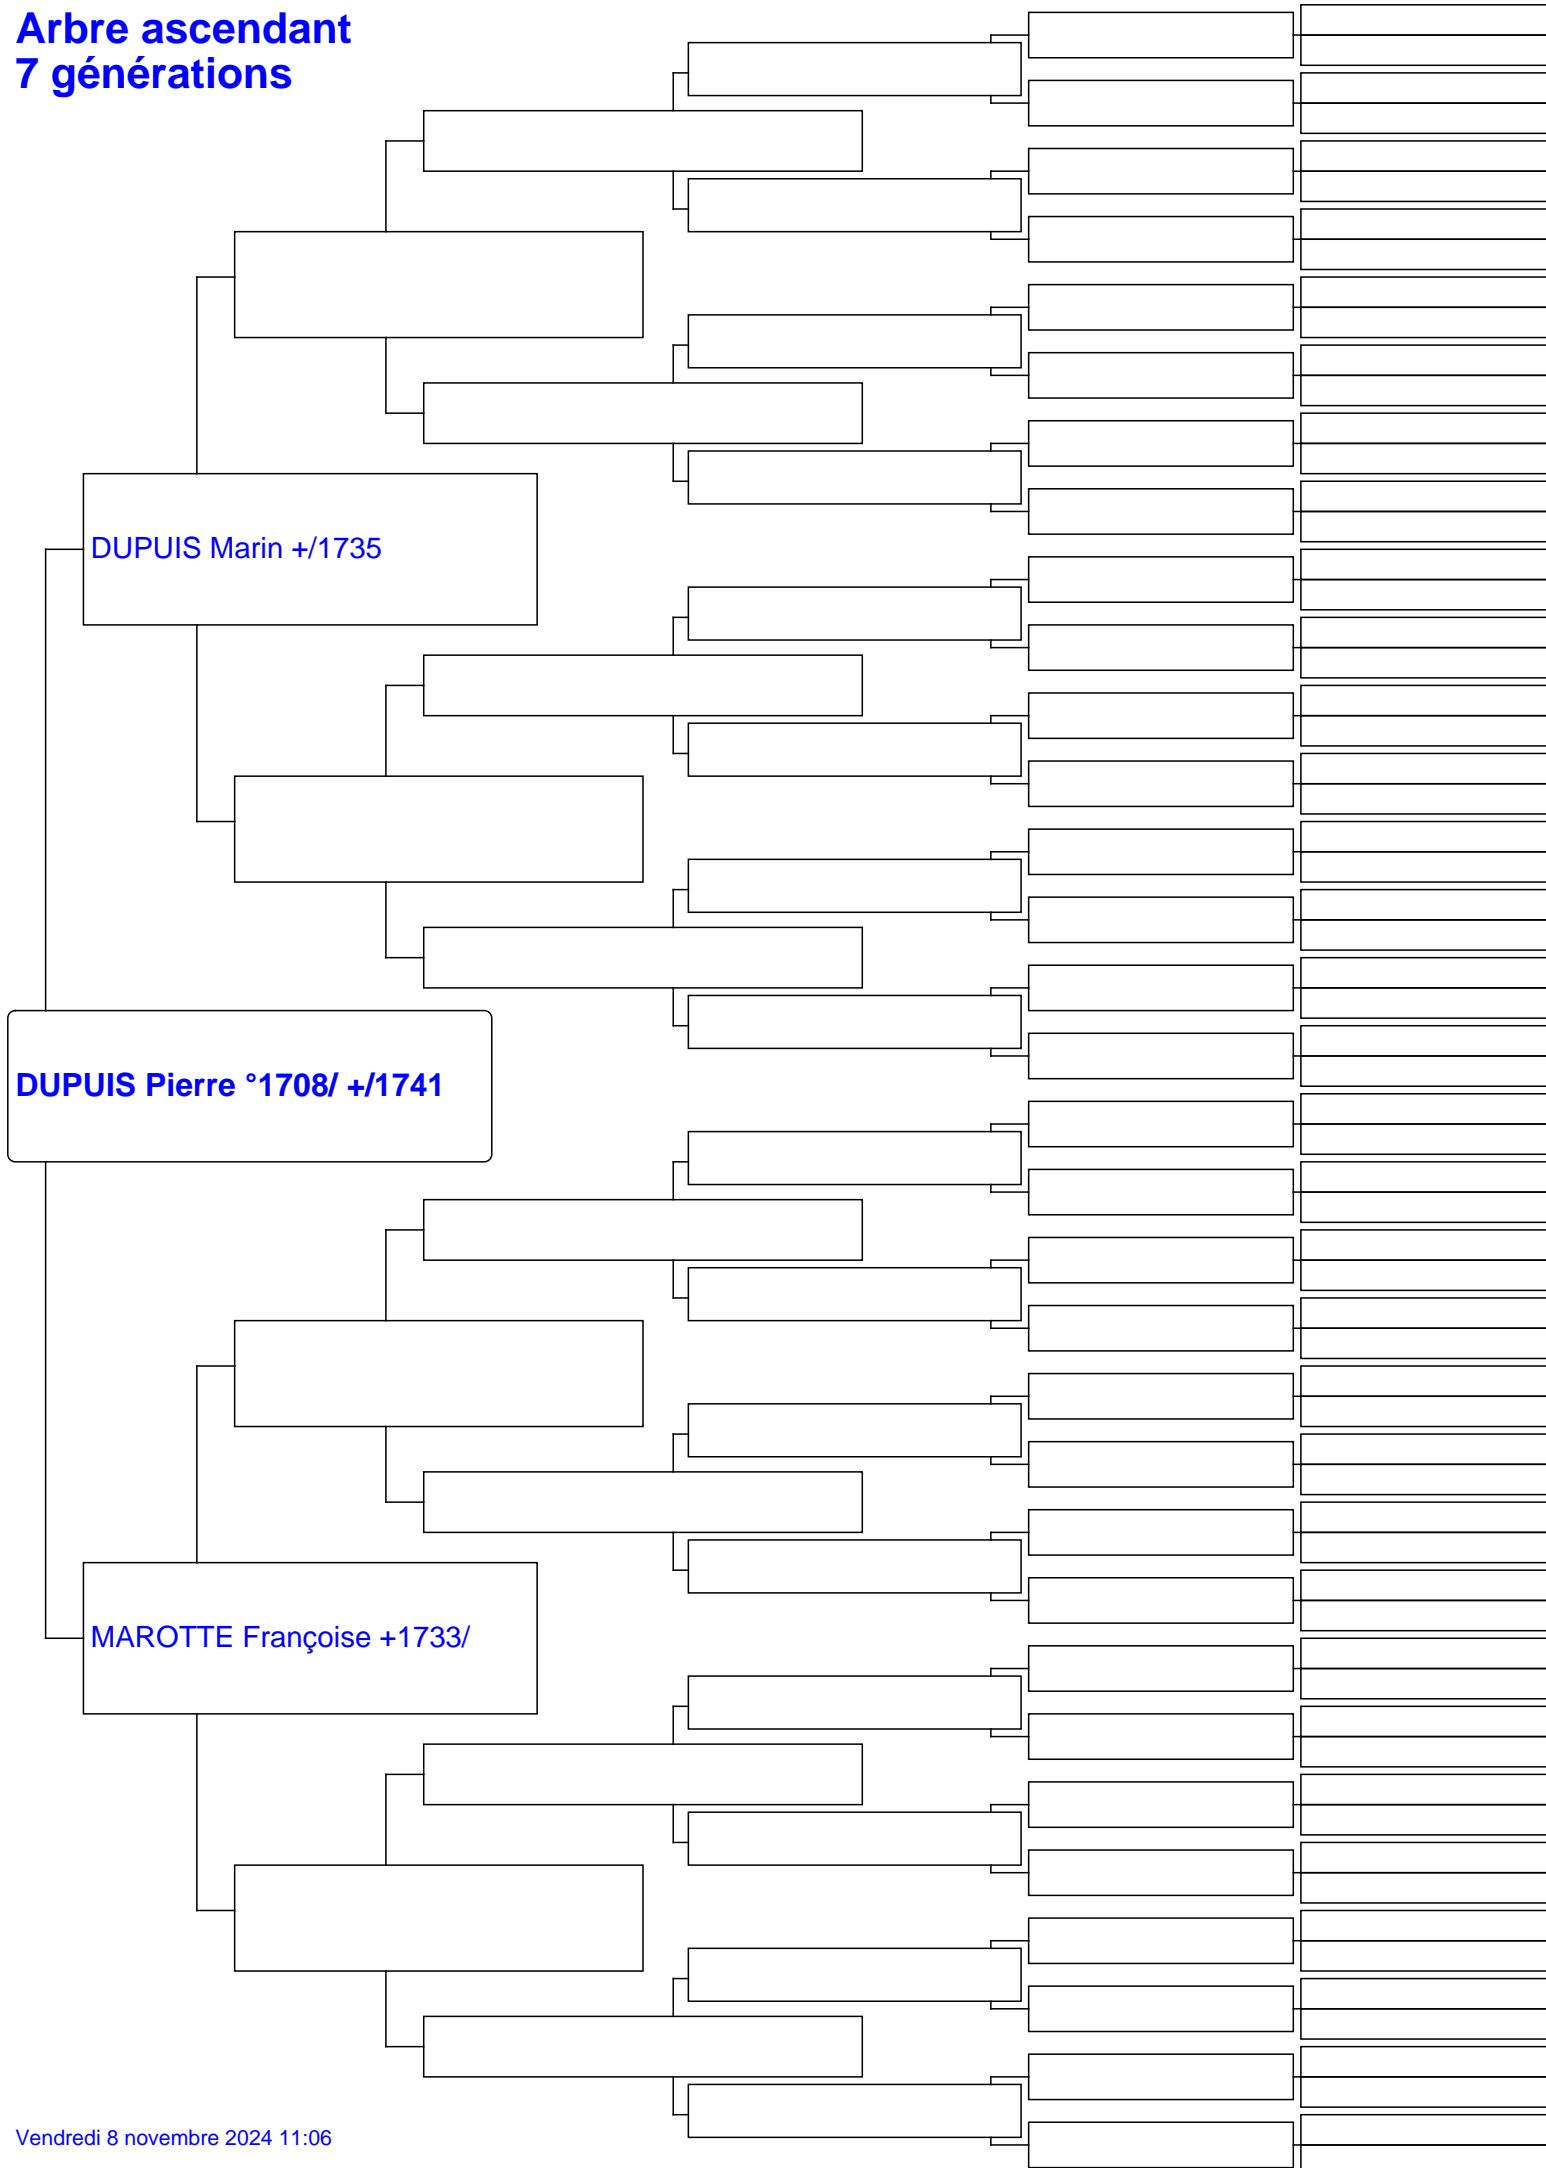 Arbre ascendant
7 générations
DUPUIS Marin +/1735
DUPUIS Pierre °1708/ +/1741
MAROTTE Françoise +1733/
Vendredi 8 novembre 2024 11:06